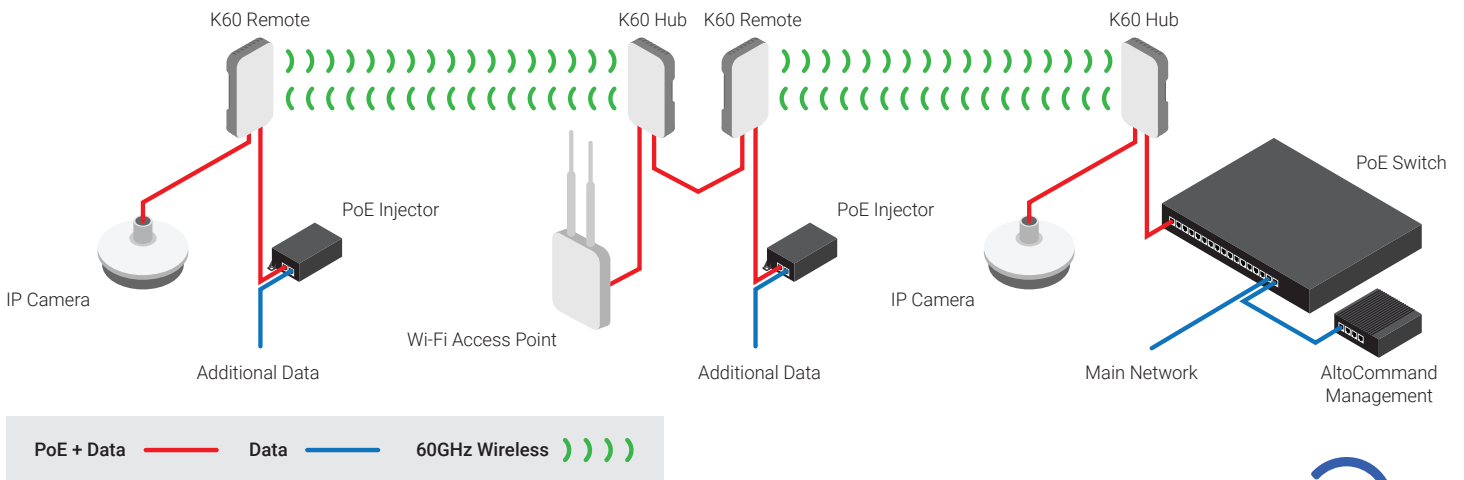 K60 Remote
K60 Hub
K60 Remote
K60 Hub
PoE Switch
PoE Injector
PoE Injector
IP Camera
IP Camera
Wi-Fi Access Point
Additional Data
Additional Data
Main Network
AltoCommand
Management
PoE + Data
Data
60GHz Wireless